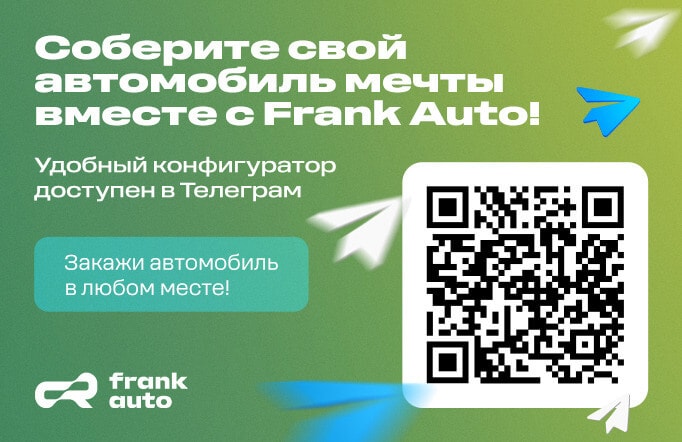 Соберите свой
автомобиль мечты
вместе с Frank Auto!
Удобный конфигуратор
доступен в Телеграм
Закажи автомобиль
в любом месте!
frank
auto